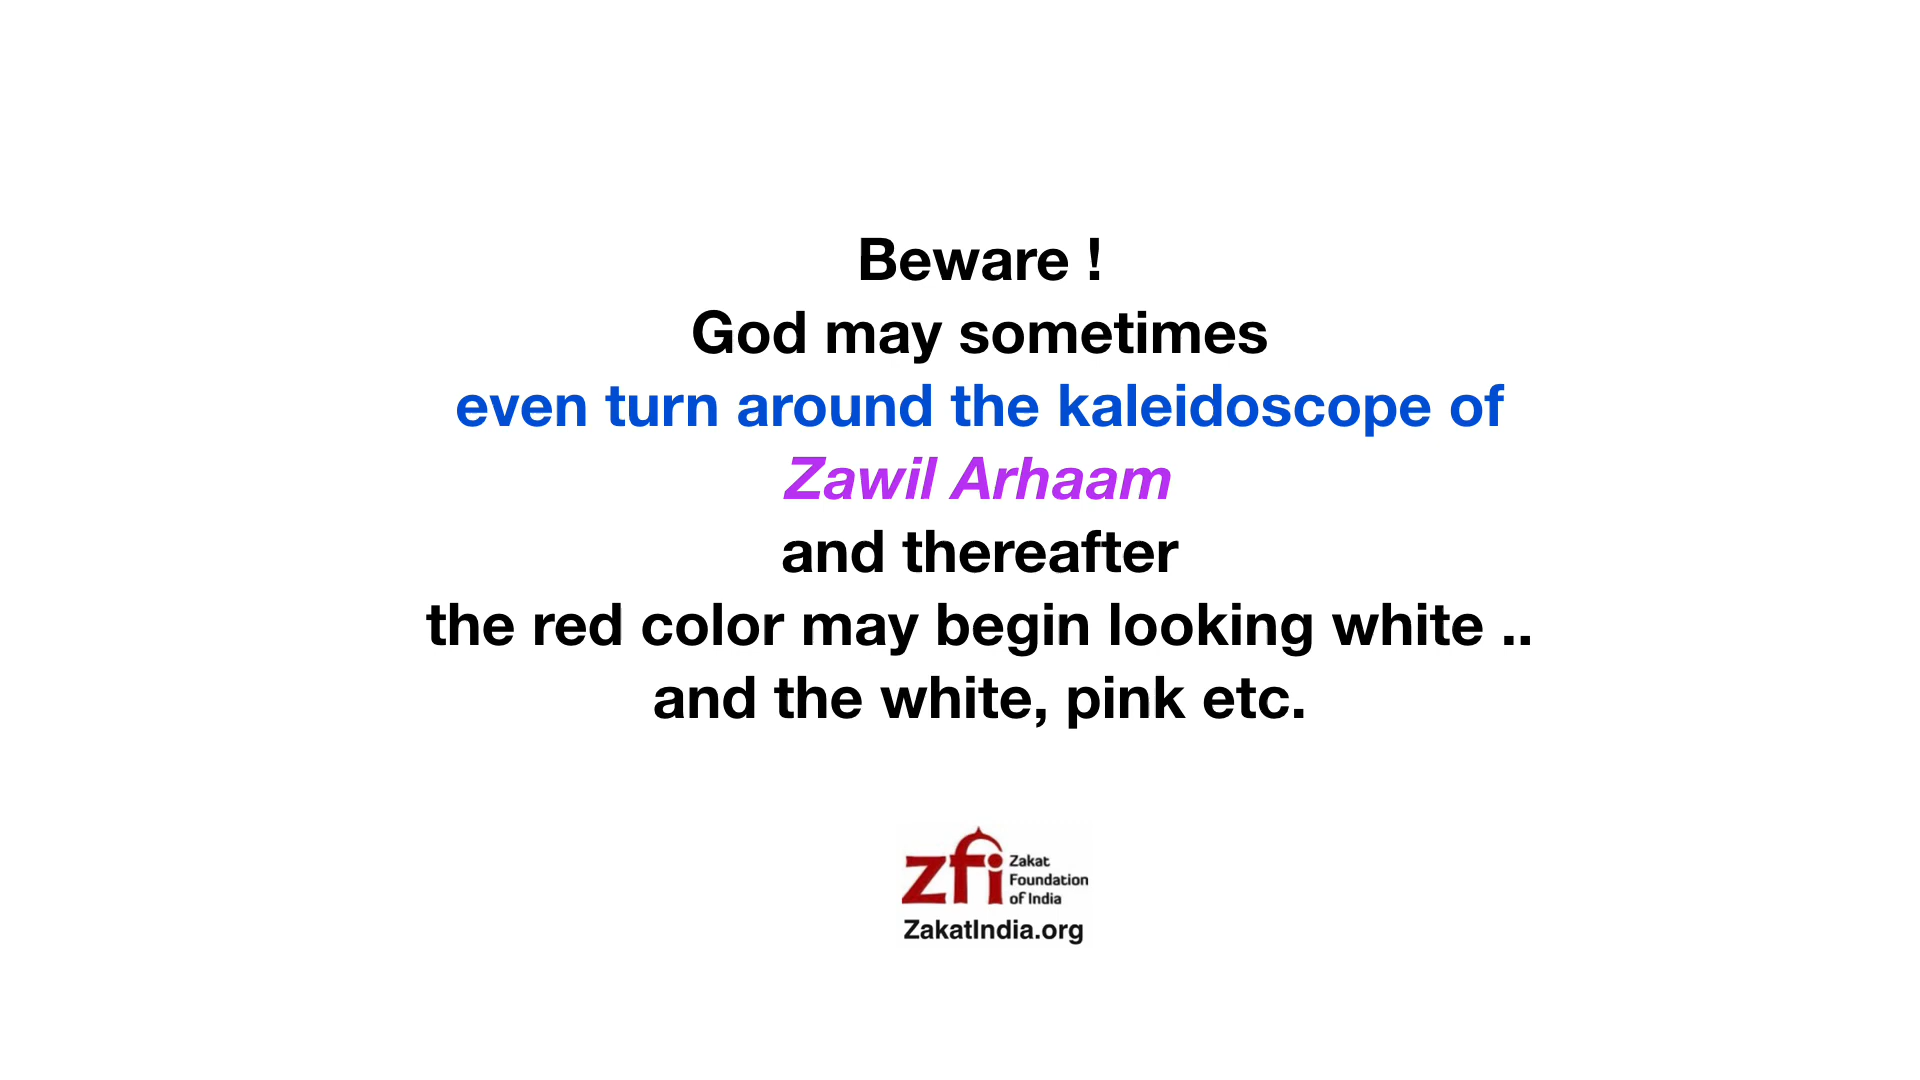 Beware !
God may sometimes
even turn around the kaleidoscope of
Zawil Arhaam
and thereafter
the red color may begin looking white ..
and the white, pink etc.
zfi
Zakat
Foundation
of India
ZakatIndia.org